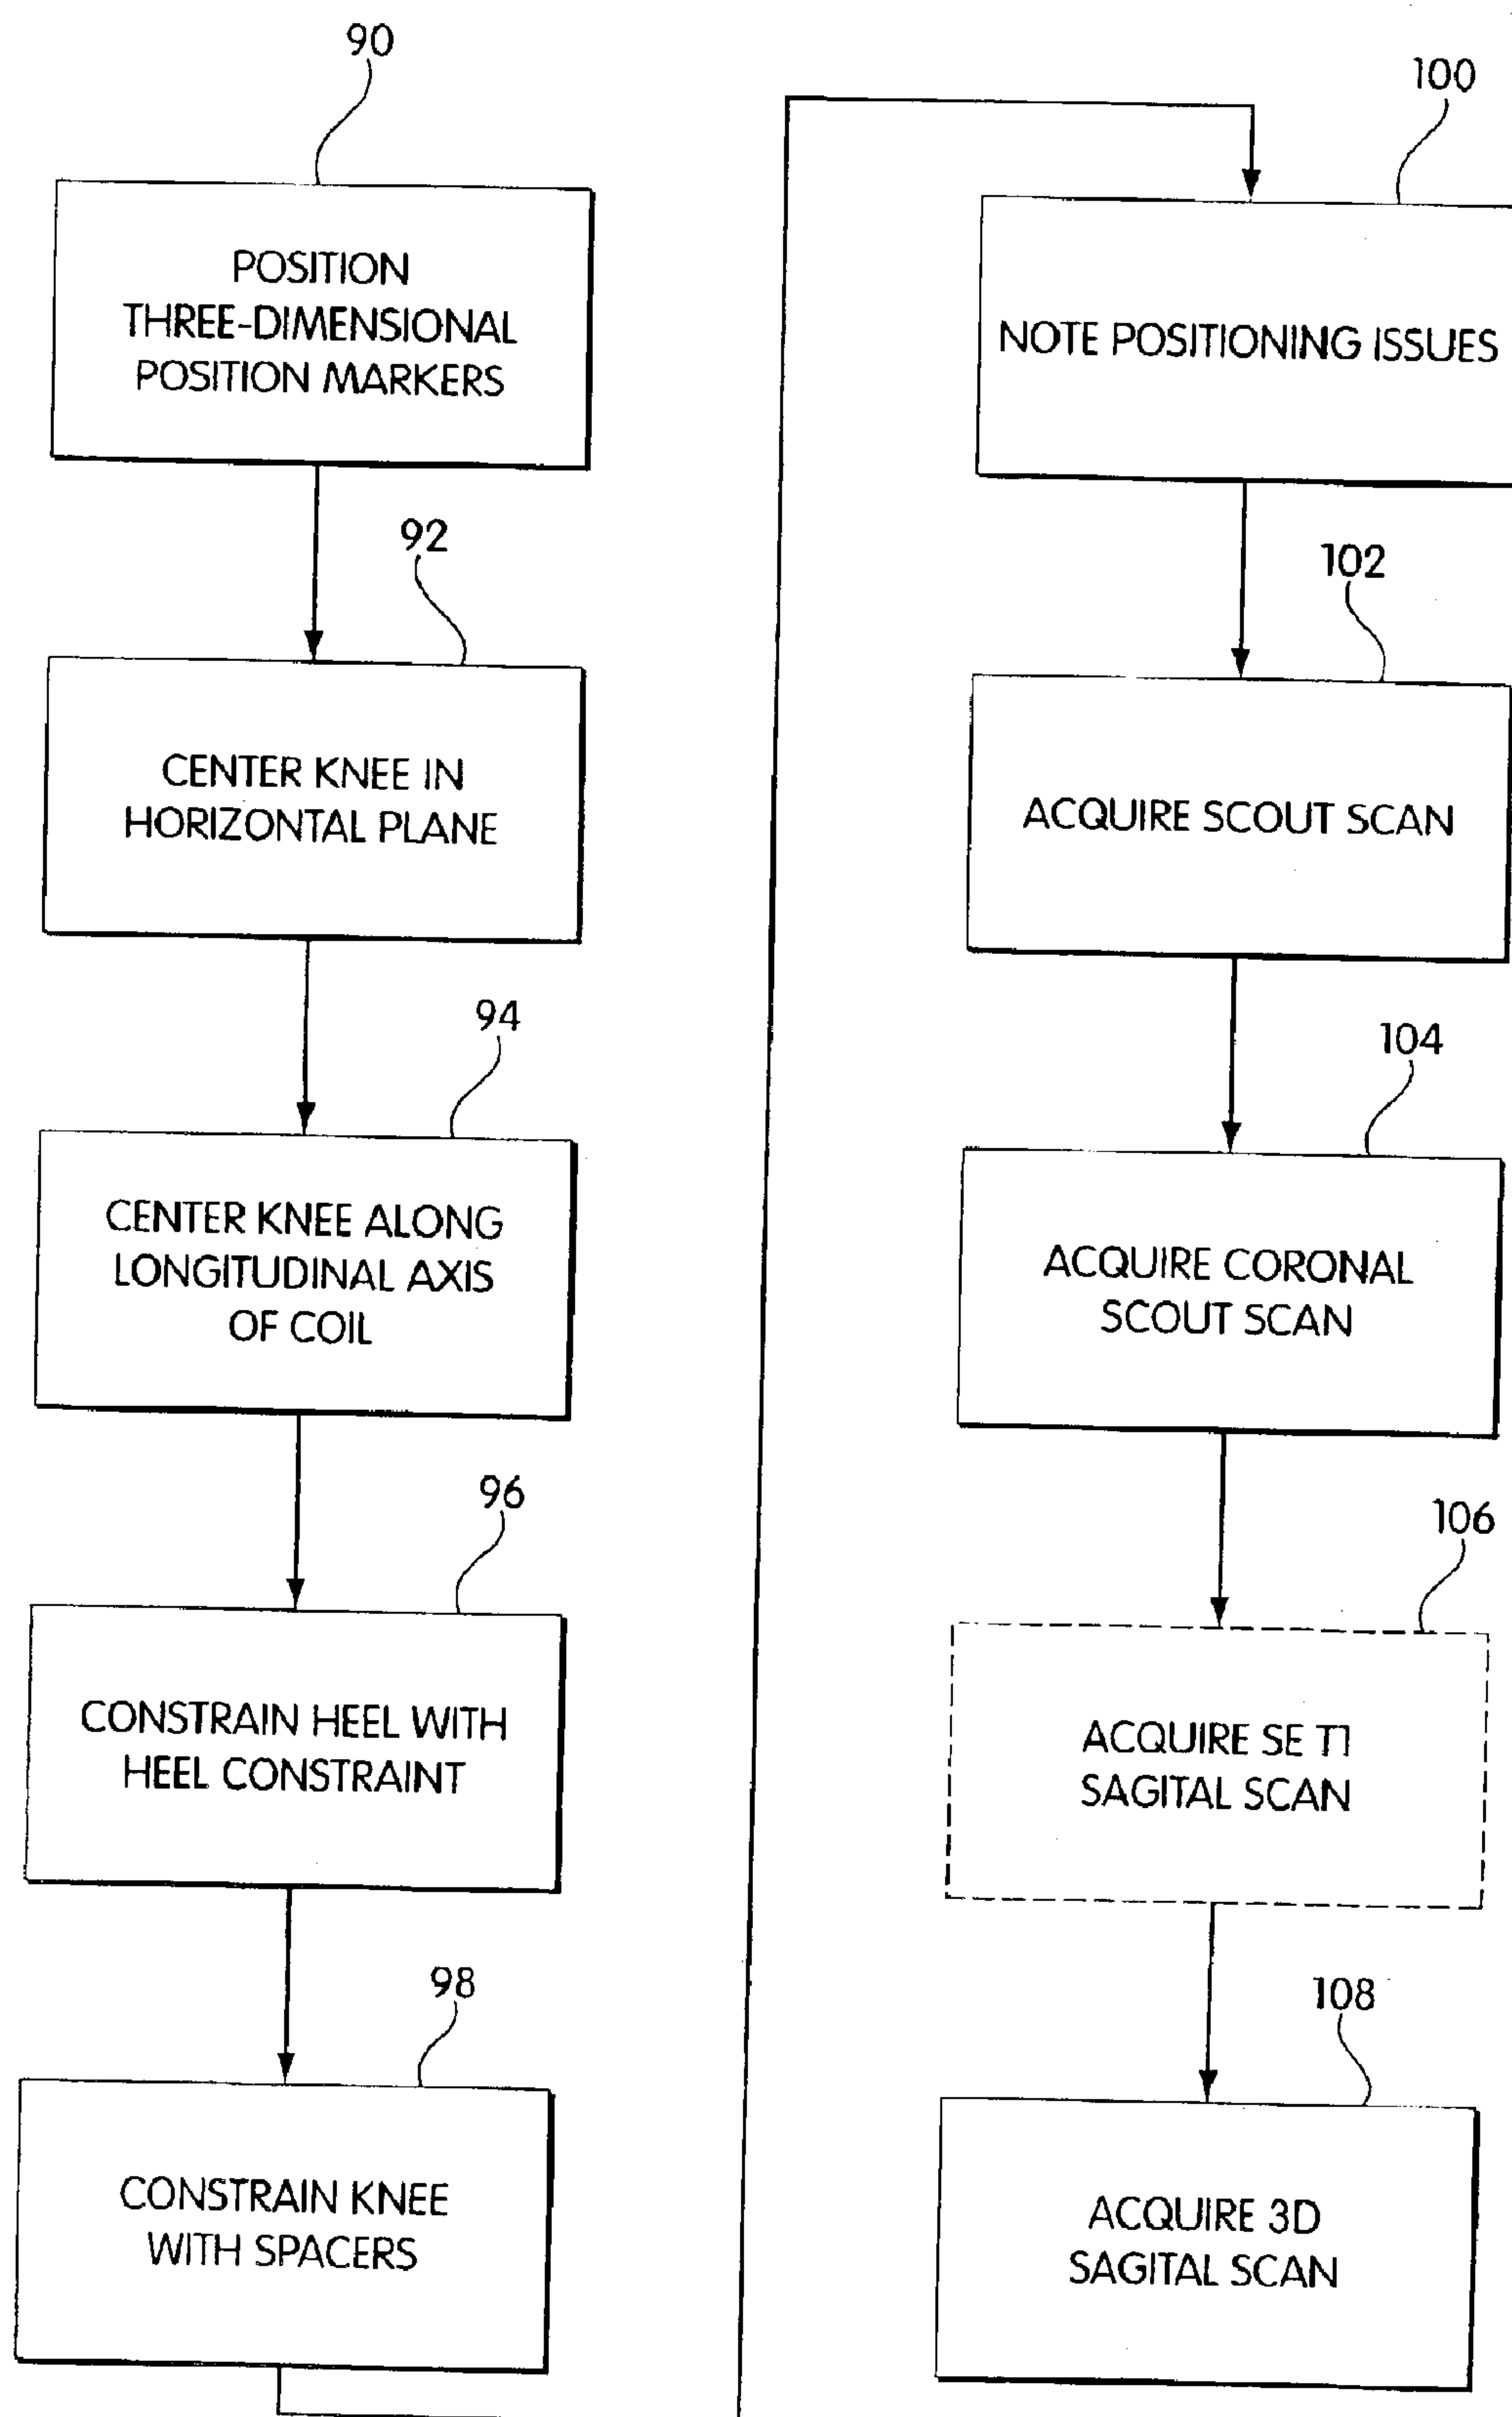 90
POSITION
THREE-DIMENSIONAL
POSITION MARKERS
92
CENTER KNEE IN
HORIZONTAL PLANE
94
CENTER KNEE ALONG
LONGITUDINAL AXIS
OF COIL
96
CONSTRAIN HEEL WITH
HEEL CONSTRAINT
98
CONSTRAIN KNEE
WITH SPACERS
100
NOTE POSITIONING ISSUES
102
ACQUIRE SCOUT SCAN
104
ACQUIRE CORONAL
SCOUT SCAN
106
ACQUIRE SE T1
SAGITAL SCAN
108
ACQUIRE 3D
SAGITAL SCAN